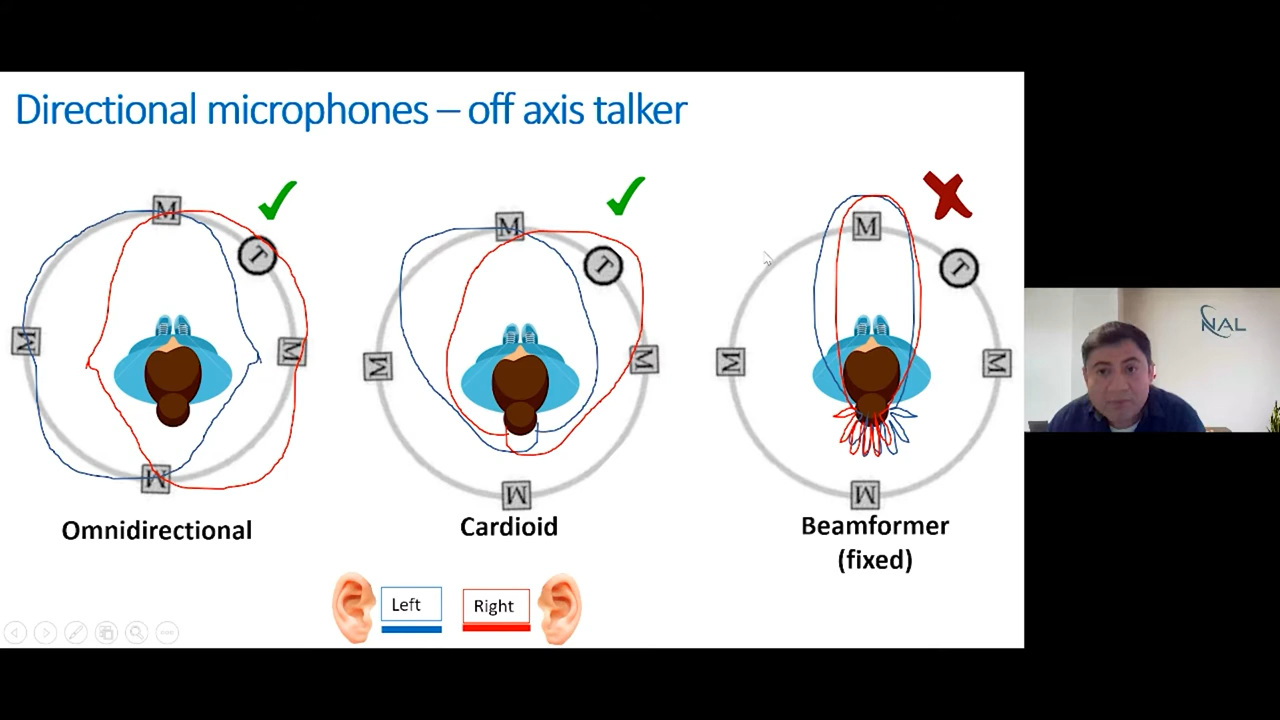 Directional microphones – off axis talker
M
T
M
M
M
Omnidirectional
M
T
M
M
M
Cardioid
M
T
M
M
M
Beamformer
(fixed)
Left
Right
NAL